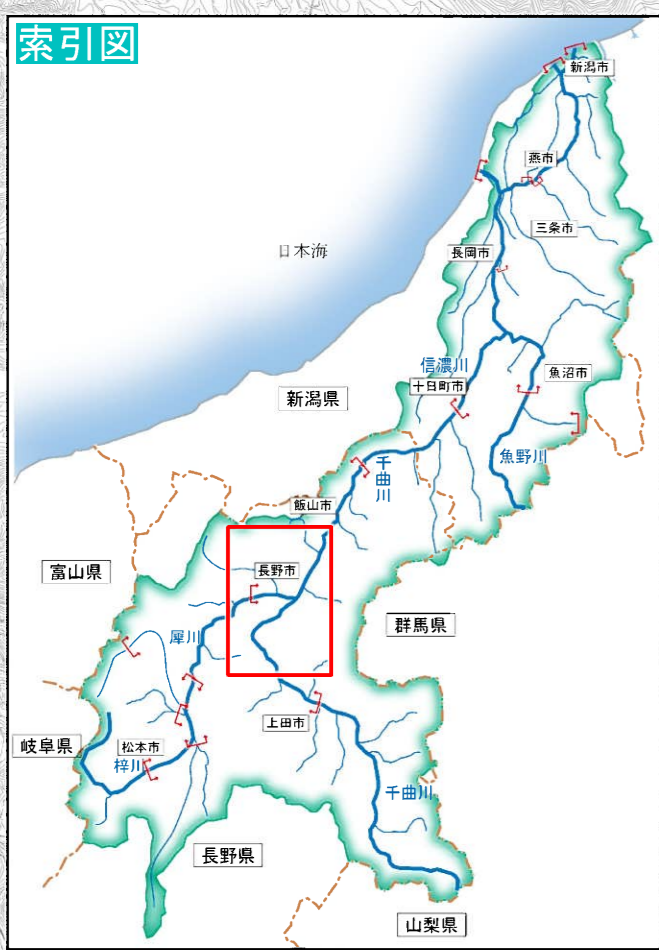 索引図
新潟市
燕市
三条市
日本海
長岡市
信濃川
魚沼市
十日町市
新潟県
魚野川
千曲川
飯山市
長野市
富山県
群馬県
犀川
上田市
岐阜県
松本市
梓川
千曲川
長野県
山梨県